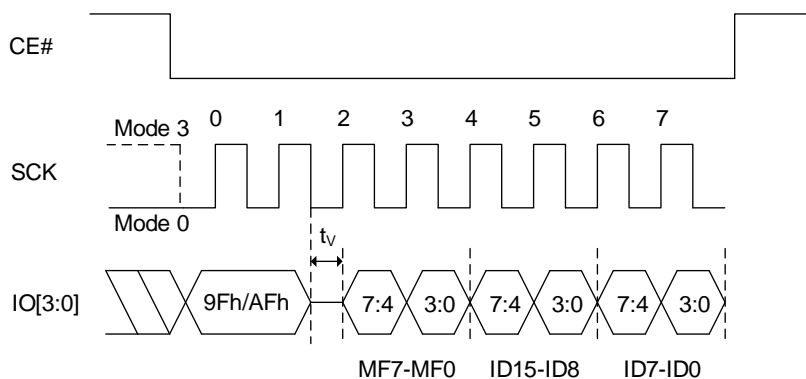 CE#
Mode 3 0 1 2 3 4 5 6 7
SCK
Mode 0
tV
IO[3:0] 9Fh/AFh 7:4 3:0 7:4 3:0 7:4 3:0
MF7-MF0 ID15-ID8 ID7-ID0